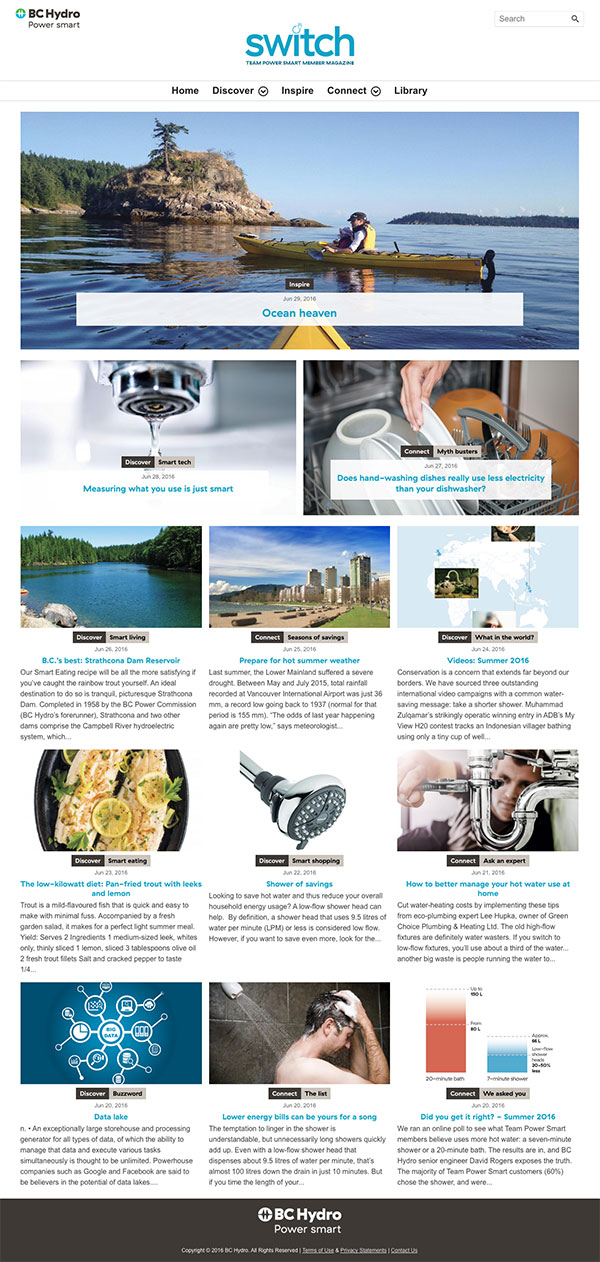 BC Hydro
Power smart
Search
switch
TEAM POWER SMART MEMBER MAGAZINE
Home Discover Inspire Connect Library
Inspire
Jun 29, 2016
Ocean heaven
Discover Smart tech
Jun 28, 2016
Measuring what you use is just smart
Connect Myth busters
Jun 27, 2016
Does hand-washing dishes really use less electricity
than your dishwasher?
Discover Smart living
Jun 26, 2016
B.C.'s best: Strathcona Dam Reservoir
Our Smart Eating recipe will be all the more satisfying if
you've caught the rainbow trout yourself. An ideal
destination to do so is tranquil, picturesque Strathcona
Dam. Completed in 1958 by the BC Power Commission
(BC Hydro's forerunner), Strathcona and two other
dams comprise the Campbell River hydroelectric
system, which...
Connect Seasons of savings
Jun 25, 2016
Prepare for hot summer weather
Last summer, the Lower Mainland suffered a severe
drought. Between May and July 2015, total rainfall
recorded at Vancouver International Airport was just 36
mm, a record low going back to 1937 (normal for that
period is 155 mm). "The odds of last year happening
again are pretty low," says meteorologist...
Discover What in the world?
Jun 24, 2016
Videos: Summer 2016
Conservation is a concern that extends far beyond our
borders. We have sourced three outstanding
international video campaigns with a common water-
saving message: take a shorter shower. Muhammad
Zulqamar's strikingly operatic winning entry in ADB's My
View H20 contest tracks an Indonesian villager bathing
using only a tiny cup of well...
Discover Smart eating
Jun 23, 2016
The low-kilowatt diet: Pan-fried trout with leeks
and lemon
Trout is a mild-flavoured fish that is quick and easy to
make with minimal fuss. Accompanied by a fresh
garden salad, it makes for a perfect light summer meal.
Yield: Serves 2 Ingredients 1 medium-sized leek, whites
only, thinly sliced 1 lemon, sliced 3 tablespoons olive oil
2 fresh trout fillets Salt and cracked pepper to taste
1/4...
Discover Smart shopping
Jun 22, 2016
Shower of savings
Looking to save hot water and thus reduce your overall
household energy usage? A low-flow shower head can
help. By definition, a shower head that uses 9.5 litres of
water per minute (LPM) or less is considered low flow.
However, if you want to save even more, look for the...
Connect Ask an expert
Jun 21, 2016
How to better manage your hot water use at
home
Cut water-heating costs by implementing these tips
from eco-plumbing expert Lee Hupka, owner of Green
Choice Plumbing & Heating Ltd. The old high-flow
fixtures are definitely water wasters. If you switch to
low-flow fixtures, you'll use about a third of the water...
another big waste is people running the water to...
BIG
DATA
Discover Buzzword
Jun 20, 2016
Data lake
n. • An exceptionally large storehouse and processing
generator for all types of data, of which the ability to
manage that data and execute various tasks
simultaneously is thought to be unlimited. Powerhouse
companies such as Google and Facebook are said to
be believers in the potential of data lakes....
Connect The list
Jun 20, 2016
Lower energy bills can be yours for a song
The temptation to linger in the shower is
understandable, but unnecessarily long showers quickly
add up. Even with a low-flow shower head that
dispenses about 9.5 litres of water per minute, that's
almost 100 litres down the drain in just 10 minutes. But
if you time the length of your...
Up to
150 L
From
80 L
Approx.
66 L
Low-flow
shower
heads
20-50%
less
20-minute bath 7-minute shower
Connect We asked you
Jun 20, 2016
Did you get it right? - Summer 2016
We ran an online poll to see what Team Power Smart
members believe uses more hot water: a seven-minute
shower or a 20-minute bath. The results are in, and BC
Hydro senior engineer David Rogers exposes the truth.
The majority of Team Power Smart customers (60%)
chose the shower, and were...
BC Hydro
Power smart
Copyright © 2016 BC Hydro. All Rights Reserved | Terms of Use & Privacy Statements | Contact Us